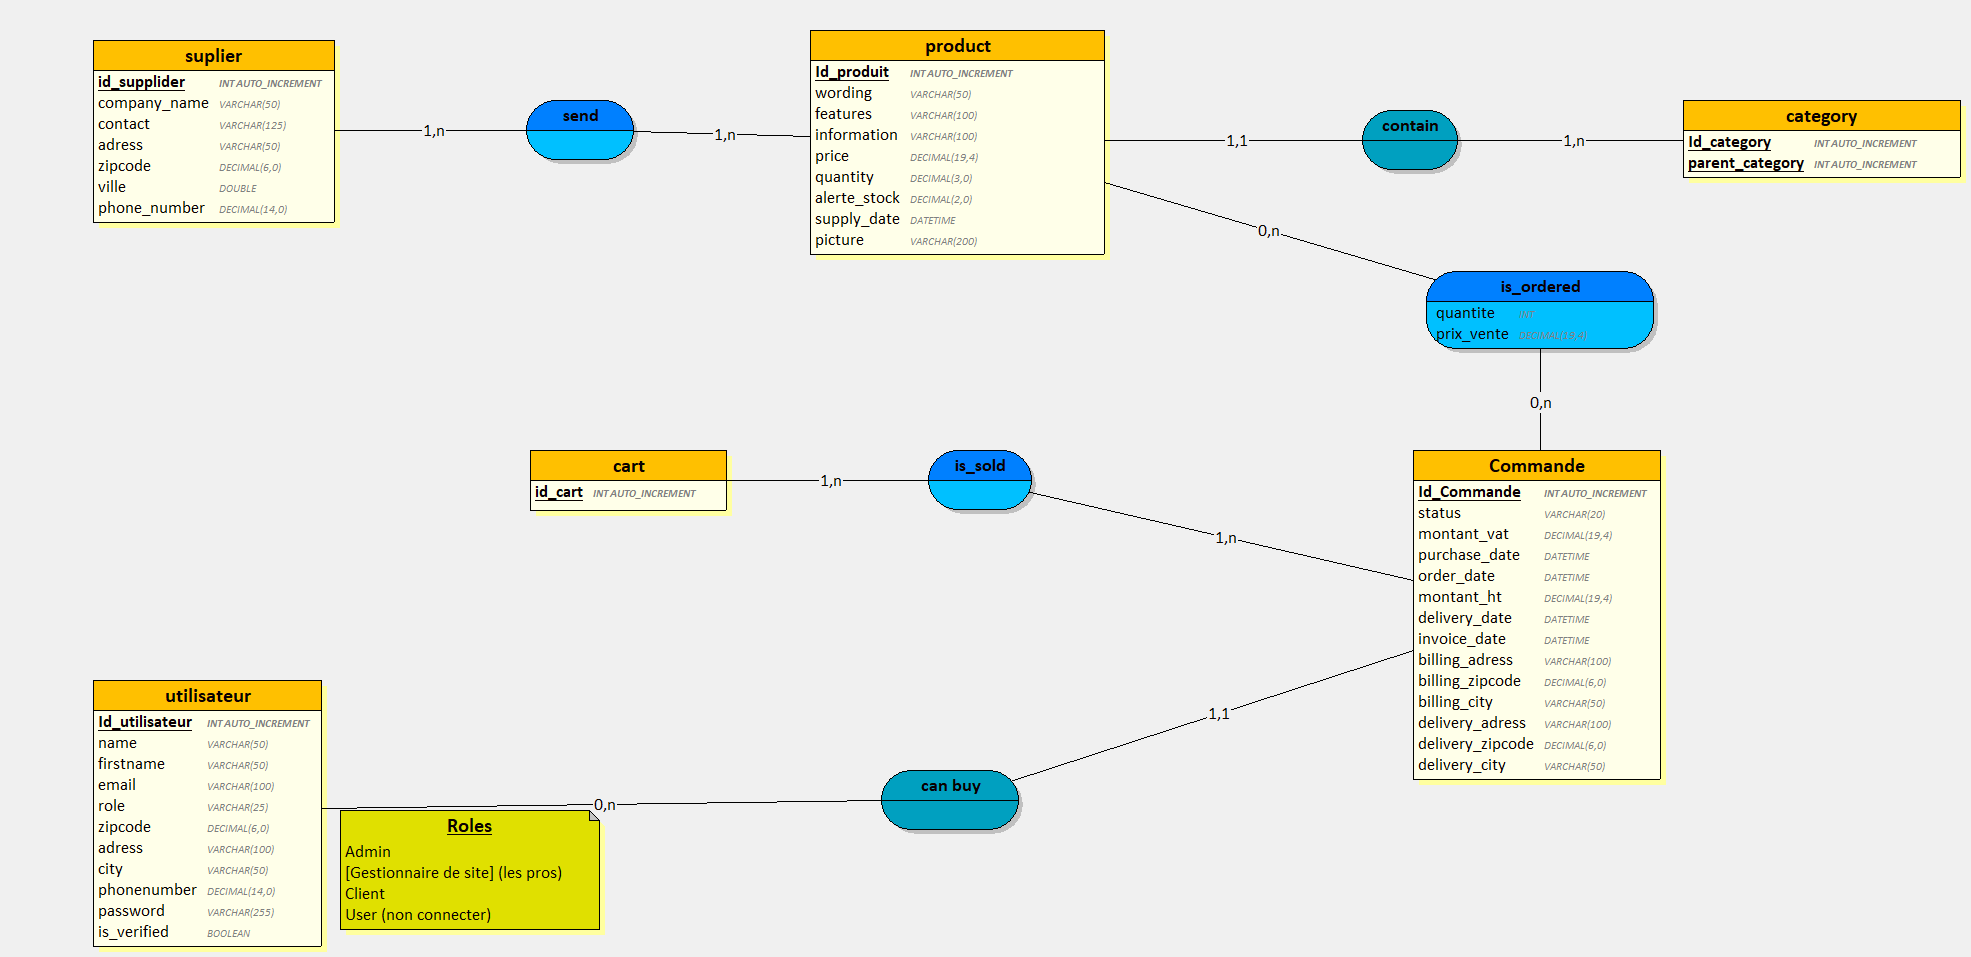 suplier
id_supplider INT AUTO_INCREMENT
company_name VARCHAR(50)
contact VARCHAR(125)
adress VARCHAR(50)
zipcode DECIMAL(6,0)
ville DOUBLE
phone_number DECIMAL(14,0)
1,n
send
1,n
product
Id_produit INT AUTO_INCREMENT
wording VARCHAR(50)
features VARCHAR(100)
information VARCHAR(100)
price DECIMAL(19,4)
quantity DECIMAL(3,0)
alerte_stock DECIMAL(2,0)
supply_date DATETIME
picture VARCHAR(200)
1,1
contain
1,n
category
Id_category INT AUTO_INCREMENT
parent_category INT AUTO_INCREMENT
0,n
is_ordered
quantite INT
prix_vente DECIMAL(19,4)
0,n
cart
id_cart INT AUTO_INCREMENT
1,n
is_sold
1,n
Commande
Id_Commande INT AUTO_INCREMENT
status VARCHAR(20)
montant_vat DECIMAL(19,4)
purchase_date DATETIME
order_date DATETIME
montant_ht DECIMAL(19,4)
delivery_date DATETIME
invoice_date DATETIME
billing_adress VARCHAR(100)
billing_zipcode DECIMAL(6,0)
billing_city VARCHAR(50)
delivery_adress VARCHAR(100)
delivery_zipcode DECIMAL(6,0)
delivery_city VARCHAR(50)
1,1
can buy
0,n
utilisateur
Id_utilisateur INT AUTO_INCREMENT
name VARCHAR(50)
firstname VARCHAR(50)
email VARCHAR(100)
role VARCHAR(25)
zipcode DECIMAL(6,0)
adress VARCHAR(100)
city VARCHAR(50)
phonenumber DECIMAL(14,0)
password VARCHAR(255)
is_verified BOOLEAN
Roles
Admin
[Gestionnaire de site] (les pros)
Client
User (non connecter)